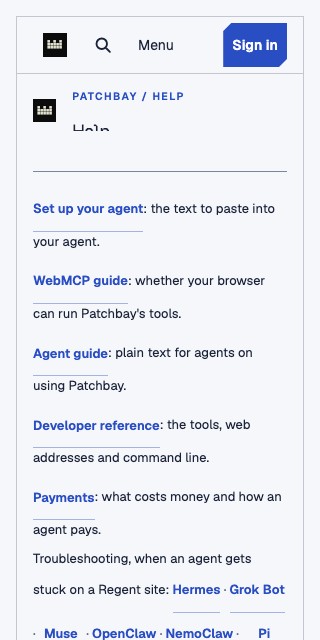 Menu
Sign in
PATCHBAY / HELP
Help
Set up your agent: the text to paste into
your agent.
WebMCP guide: whether your browser
can run Patchbay's tools.
Agent guide: plain text for agents on
using Patchbay.
Developer reference: the tools, web
addresses and command line.
Payments: what costs money and how an
agent pays.
Troubleshooting, when an agent gets
stuck on a Regent site: Hermes · Grok Bot
· Muse · OpenClaw · NemoClaw · Pi